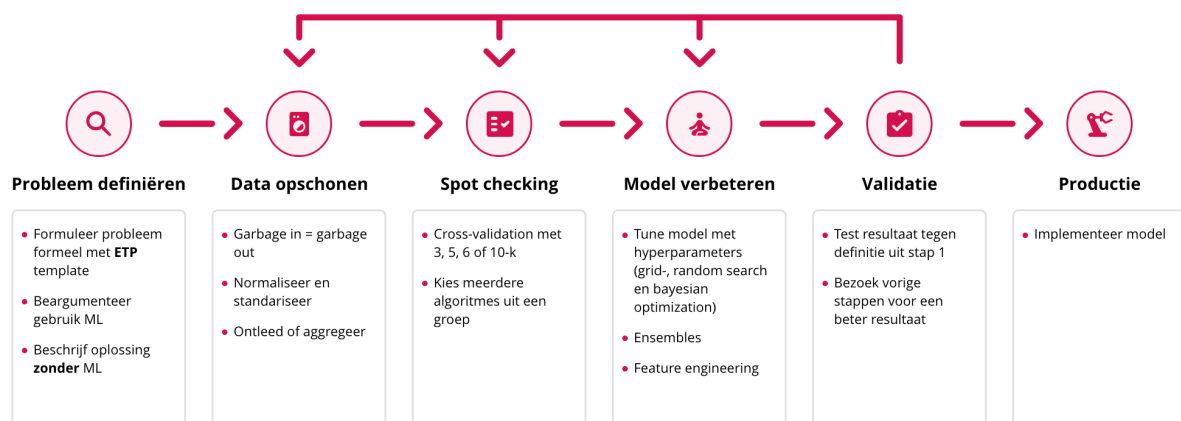 Probleem definiëren
Formuleer probleem
formeel met ETP
template
Beargumenteer
gebruik ML
Beschrijf oplossing
zonder ML
Data opschonen
Garbage in = garbage
out
Normaliseer en
standariseer
Ontleed of aggregeer
Spot checking
Cross-validation met
3, 5, 6 of 10-k
Kies meerdere
algoritmes uit een
groep
Model verbeteren
Tune model met
hyperparameters
(grid-, random search
en bayesian
optimization)
Ensembles
Feature engineering
Validatie
Test resultaat tegen
definitie uit stap 1
Bezoek vorige
stappen voor een
beter resultaat
Productie
Implementeer model